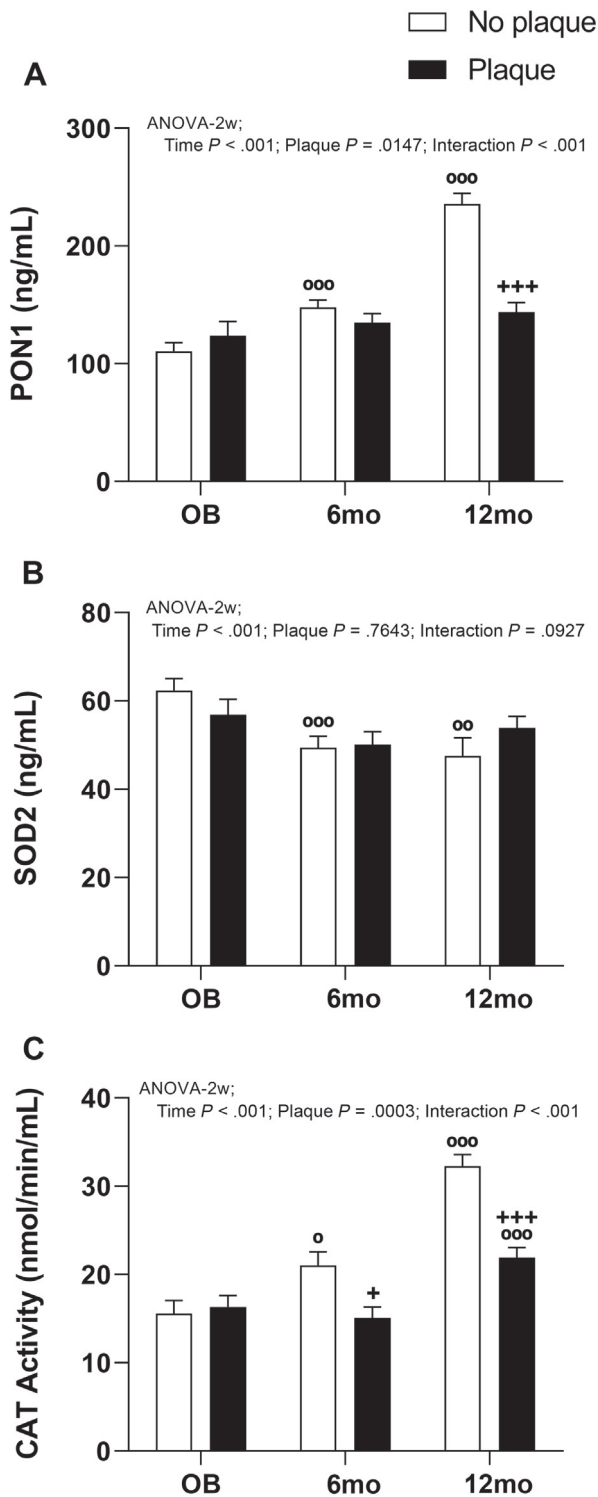 No plaque
Plaque
A
ANOVA-2w;
Time P < .001; Plaque P = .0147; Interaction P < .001
PON1 (ng/mL)
300
200
100
0
ooo
ooo
+++
OB
6mo
12mo
B
ANOVA-2w;
Time P < .001; Plaque P = .7643; Interaction P = .0927
SOD2
(ng/mL)
80
60
40
20
0
ooo
oo
OB
6mo
12mo
C
ANOVA-2w;
Time P < .001; Plaque P = .0003; Interaction P < .001
CAT Activity (nmol/min/mL)
40
30
20
10
0
o
+
ooo
+++
ooo
OB
6mo
12mo